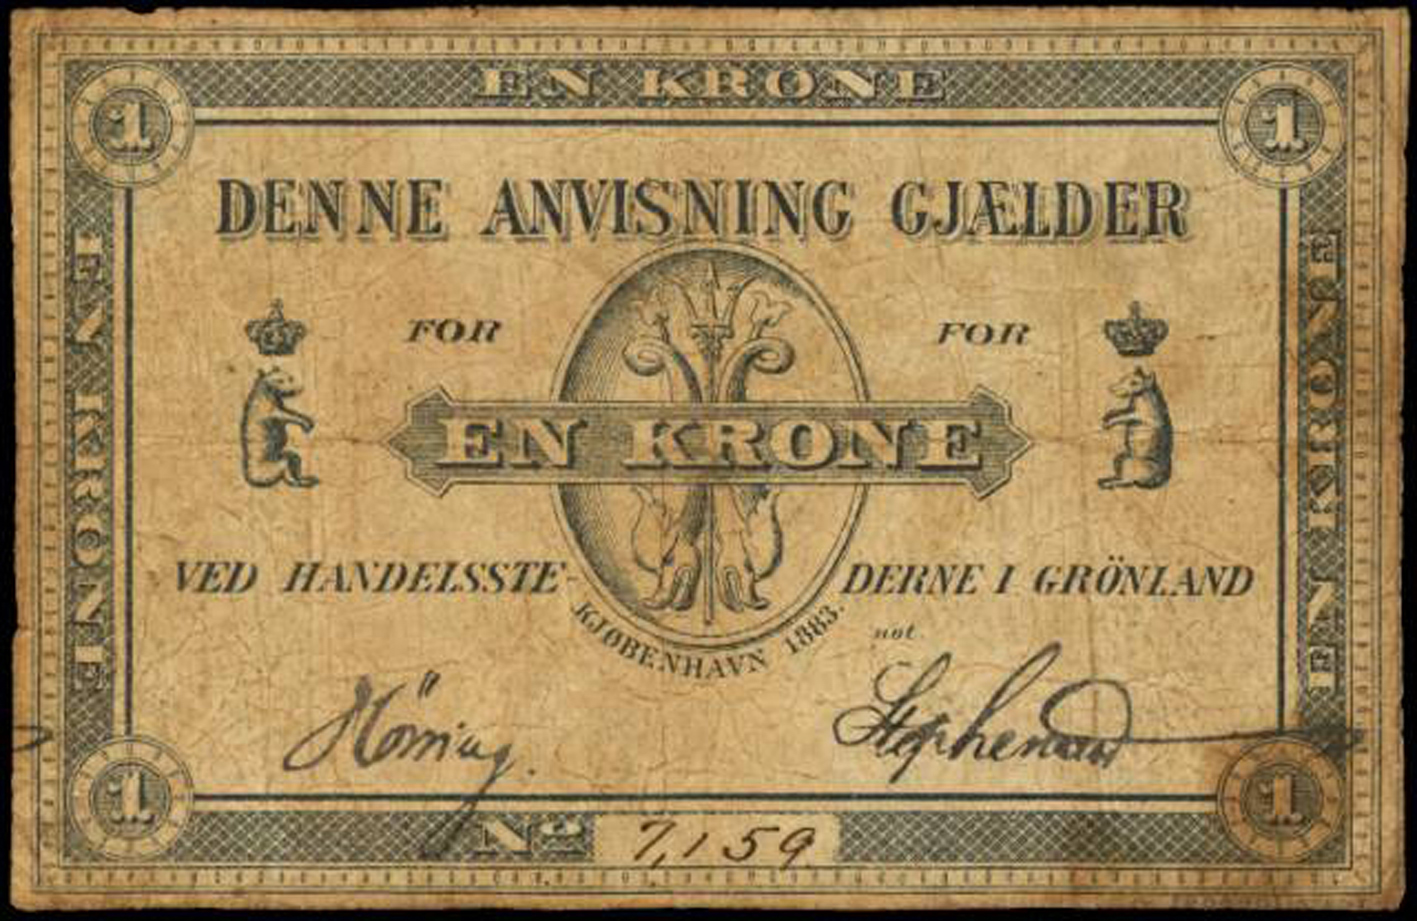 EN KRONE
1 1
DENNE ANVISNING GJÆLDER
FOR FOR
EN KRONE
EN KRONE
EN KRONE
VED HANDELSSTE- DERNE I GRÖNLAND
KJØBENHAVN 1883.
not.
Höring. Stephensen
1 1
No 7,159